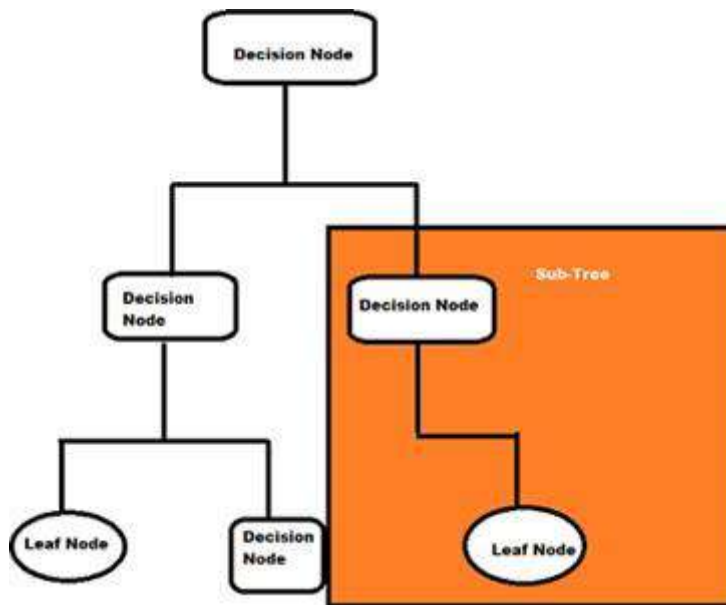 Decision Node
Sub-Tree
Decision
Node
Decision Node
Leaf Node
Decision
Node
Leaf Node